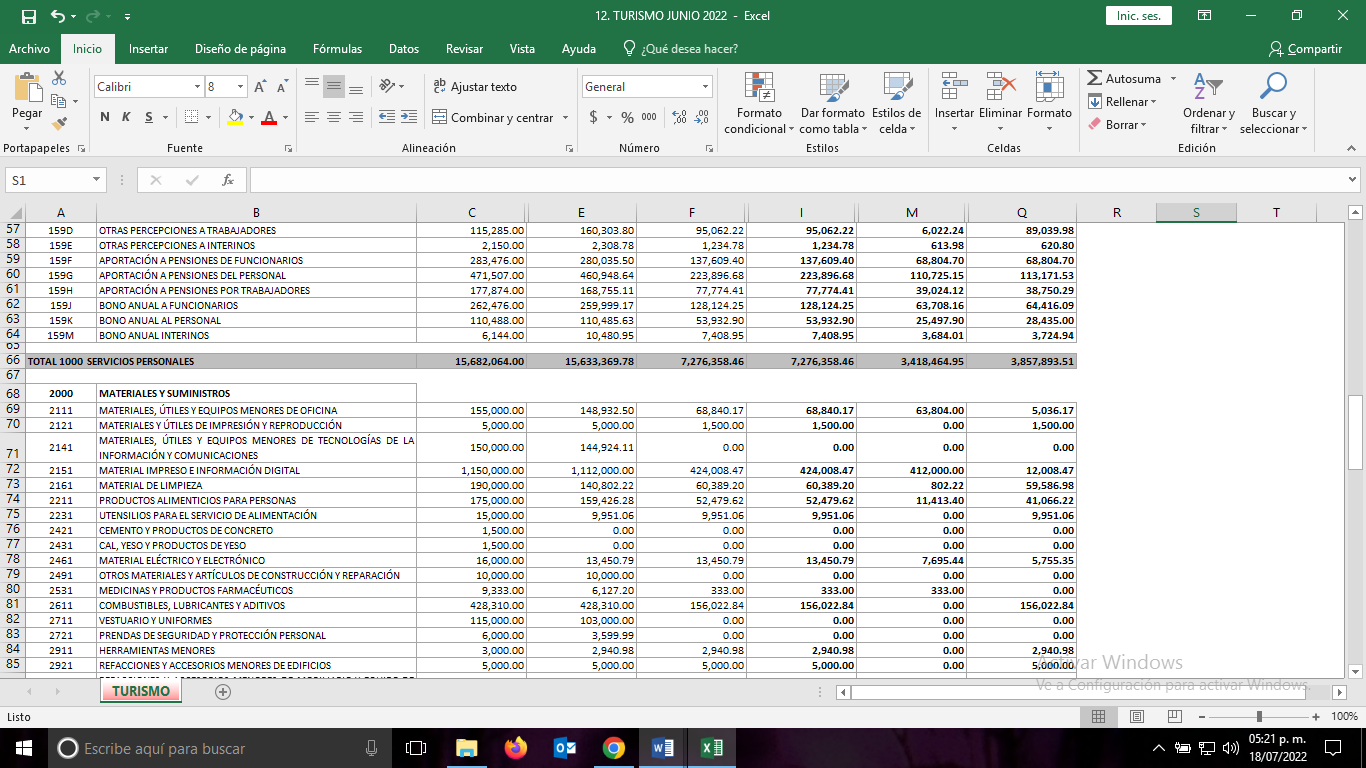 12. TURISMO JUNIO 2022 - Excel
Inic. ses.
Archivo Inicio Insertar Diseño de página Fórmulas Datos Revisar Vista Ayuda ¿Qué desea hacer? Compartir
Pegar
Calibri 8
N K S
Ajustar texto
Combinar y centrar
General
$ % 000
Formato condicional
Dar formato como tabla
Estilos de celda
Insertar Eliminar Formato
Autosuma
Rellenar
Borrar
Ordenar y filtrar
Buscar y seleccionar
Portapapeles Fuente Alineación Número Estilos Celdas Edición
S1 fx
A B C E F I M Q R S T
57 159D OTRAS PERCEPCIONES A TRABAJADORES 115,285.00 160,303.80 95,062.22 95,062.22 6,022.24 89,039.98
58 159E OTRAS PERCEPCIONES A INTERINOS 2,150.00 2,308.78 1,234.78 1,234.78 613.98 620.80
59 159F APORTACIÓN A PENSIONES DE FUNCIONARIOS 283,476.00 280,035.50 137,609.40 137,609.40 68,804.70 68,804.70
60 159G APORTACIÓN A PENSIONES DEL PERSONAL 471,507.00 460,948.64 223,896.68 223,896.68 110,725.15 113,171.53
61 159H APORTACIÓN A PENSIONES POR TRABAJADORES 177,874.00 168,755.11 77,774.41 77,774.41 39,024.12 38,750.29
62 159J BONO ANUAL A FUNCIONARIOS 262,476.00 259,999.17 128,124.25 128,124.25 63,708.16 64,416.09
63 159K BONO ANUAL AL PERSONAL 110,488.00 110,485.63 53,932.90 53,932.90 25,497.90 28,435.00
64 159M BONO ANUAL INTERINOS 6,144.00 10,480.95 7,408.95 7,408.95 3,684.01 3,724.94
65
66 TOTAL 1000 SERVICIOS PERSONALES 15,682,064.00 15,633,369.78 7,276,358.46 7,276,358.46 3,418,464.95 3,857,893.51
67
68 2000 MATERIALES Y SUMINISTROS
69 2111 MATERIALES, ÚTILES Y EQUIPOS MENORES DE OFICINA 155,000.00 148,932.50 68,840.17 68,840.17 63,804.00 5,036.17
70 2121 MATERIALES Y ÚTILES DE IMPRESIÓN Y REPRODUCCIÓN 5,000.00 5,000.00 1,500.00 1,500.00 0.00 1,500.00
71 2141 MATERIALES, ÚTILES Y EQUIPOS MENORES DE TECNOLOGÍAS DE LA INFORMACIÓN Y COMUNICACIONES 150,000.00 144,924.11 0.00 0.00 0.00 0.00
72 2151 MATERIAL IMPRESO E INFORMACIÓN DIGITAL 1,150,000.00 1,112,000.00 424,008.47 424,008.47 412,000.00 12,008.47
73 2161 MATERIAL DE LIMPIEZA 190,000.00 140,802.22 60,389.20 60,389.20 802.22 59,586.98
74 2211 PRODUCTOS ALIMENTICIOS PARA PERSONAS 175,000.00 159,426.28 52,479.62 52,479.62 11,413.40 41,066.22
75 2231 UTENSILIOS PARA EL SERVICIO DE ALIMENTACIÓN 15,000.00 9,951.06 9,951.06 9,951.06 0.00 9,951.06
76 2421 CEMENTO Y PRODUCTOS DE CONCRETO 1,500.00 0.00 0.00 0.00 0.00 0.00
77 2431 CAL, YESO Y PRODUCTOS DE YESO 1,500.00 0.00 0.00 0.00 0.00 0.00
78 2461 MATERIAL ELÉCTRICO Y ELECTRÓNICO 16,000.00 13,450.79 13,450.79 13,450.79 7,695.44 5,755.35
79 2491 OTROS MATERIALES Y ARTÍCULOS DE CONSTRUCCIÓN Y REPARACIÓN 10,000.00 10,000.00 0.00 0.00 0.00 0.00
80 2531 MEDICINAS Y PRODUCTOS FARMACÉUTICOS 9,333.00 6,127.20 333.00 333.00 333.00 0.00
81 2611 COMBUSTIBLES, LUBRICANTES Y ADITIVOS 428,310.00 428,310.00 156,022.84 156,022.84 0.00 156,022.84
82 2711 VESTUARIO Y UNIFORMES 115,000.00 103,000.00 0.00 0.00 0.00 0.00
83 2721 PRENDAS DE SEGURIDAD Y PROTECCIÓN PERSONAL 6,000.00 3,599.99 0.00 0.00 0.00 0.00
84 2911 HERRAMIENTAS MENORES 3,000.00 2,940.98 2,940.98 2,940.98 0.00 2,940.98
85 2921 REFACCIONES Y ACCESORIOS MENORES DE EDIFICIOS 5,000.00 5,000.00 5,000.00 5,000.00 0.00 5,000.00
Activar Windows
Ve a Configuración para activar Windows.
TURISMO
Listo
100%
Escribe aquí para buscar
05:21 p. m.
18/07/2022